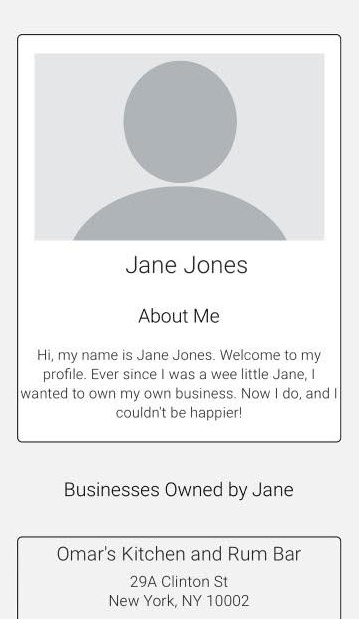 Jane Jones
About Me
Hi, my name is Jane Jones. Welcome to my
profile. Ever since I was a wee little Jane, I
wanted to own my own business. Now I do, and I
couldn't be happier!
Businesses Owned by Jane
Omar's Kitchen and Rum Bar
29A Clinton St
New York, NY 10002